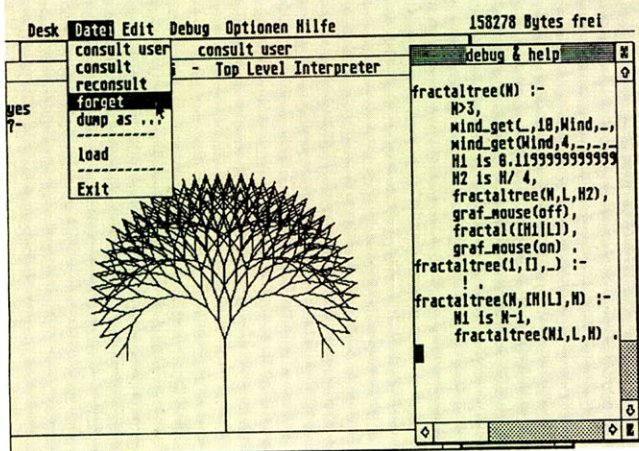 Desk Datei Edit Debug Optionen Hilfe 158278 Bytes frei
consult user
consult
reconsult
forget
dump as ...
----------
load
----------
Exit
consult user
- Top Level Interpreter
yes
?-
debug & help
fractaltree(N) :-
N>3,
wind_get(_,10,Wind,_,
wind_get(Wind,4,_,_,_
H1 is 0.1199999999999
H2 is H/ 4,
fractaltree(N,L,H2),
graf_mouse(off),
fractal([H1|L]),
graf_mouse(on) .
fractaltree(1,[],_) :-
! .
fractaltree(N,[H|L],H) :-
N1 is N-1,
fractaltree(N1,L,H) .